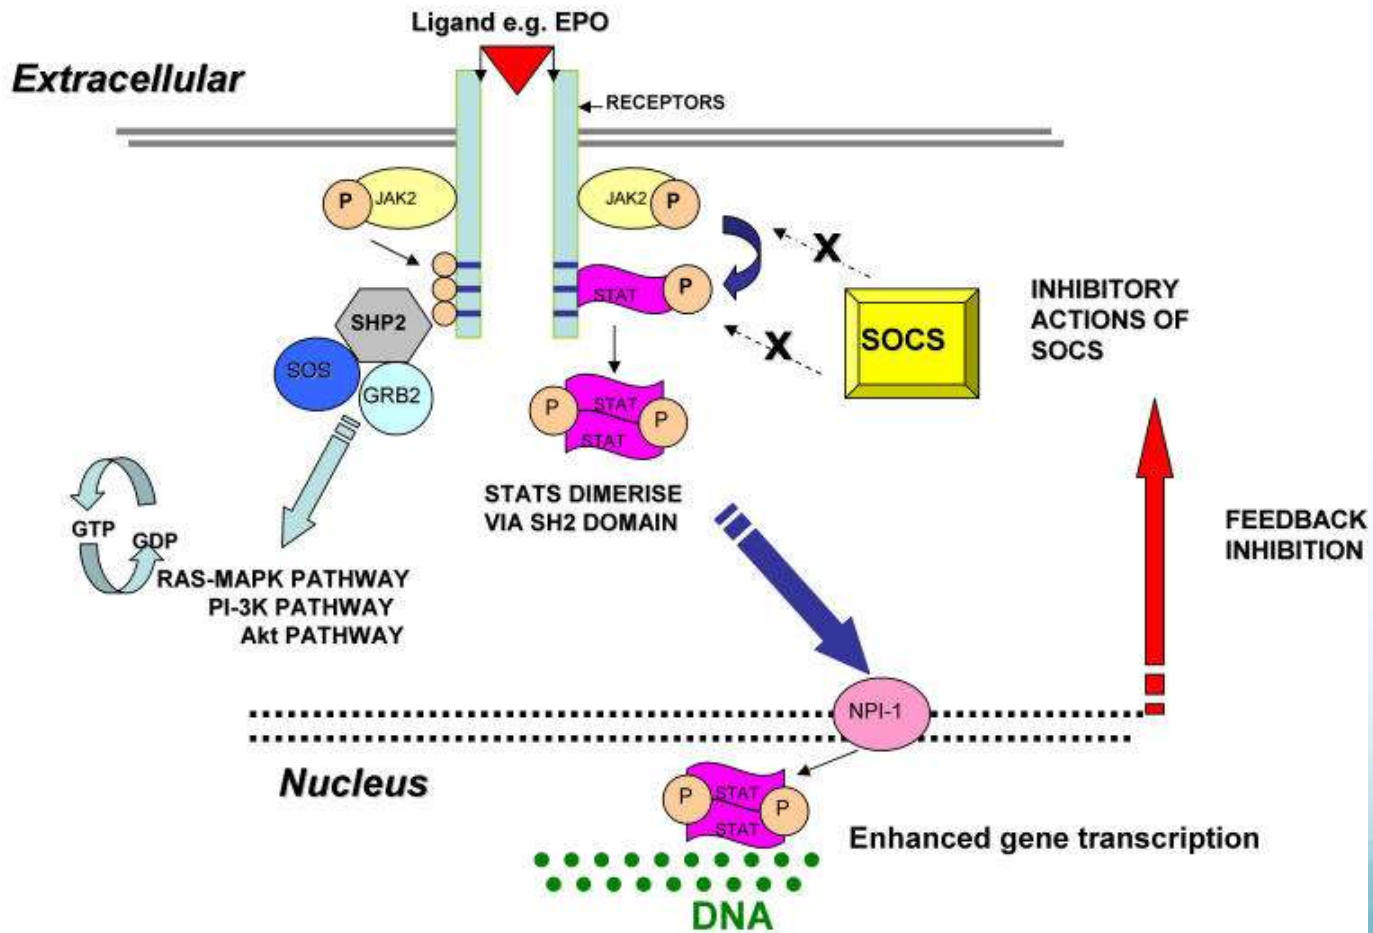 Ligand e.g. EPO
Extracellular
RECEPTORS
P
JAK2
JAK2
P
STAT
P
SHP2
SOS
GRB2
X
X
SOCS
INHIBITORY
ACTIONS OF
SOCS
P
STAT
STAT
P
STATS DIMERISE
VIA SH2 DOMAIN
GTP
GDP
RAS-MAPK PATHWAY
PI-3K PATHWAY
Akt PATHWAY
FEEDBACK
INHIBITION
NPI-1
Nucleus
P
STAT
STAT
P
Enhanced gene transcription
DNA